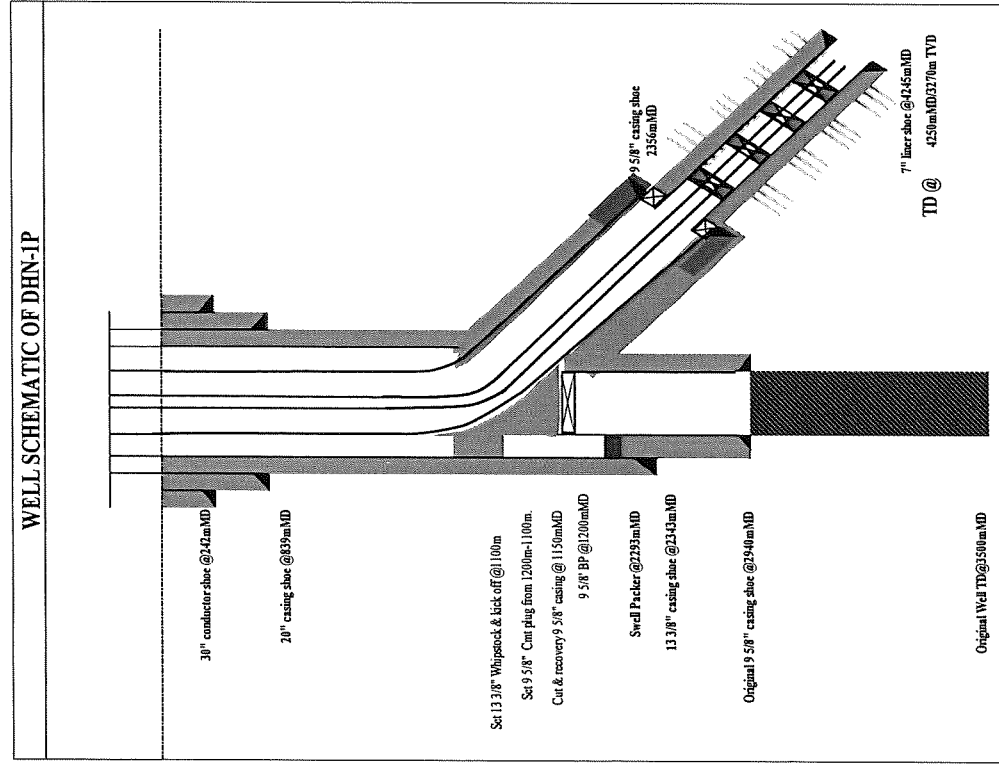 WELL SCHEMATIC OF DHN-1P
30" conductor shoe @242mMD
20" casing shoe @839mMD
9 5/8" casing shoe
2356mMD
Set 13 3/8" Whipstock & kick off @1100m
Set 9 5/8" Cmt plug from 1200m-1100m.
Cut & recovery 9 5/8" casing @ 1150mMD
9 5/8' BP @1200mMD
Swell Packer @2293mMD
13 3/8" casing shoe @2343mMD
Original 9 5/8" casing shoe @2940mMD
7" liner shoe @4245mMD
TD @ 4250mMD/3270m TVD
Original Well TD@3500mMD